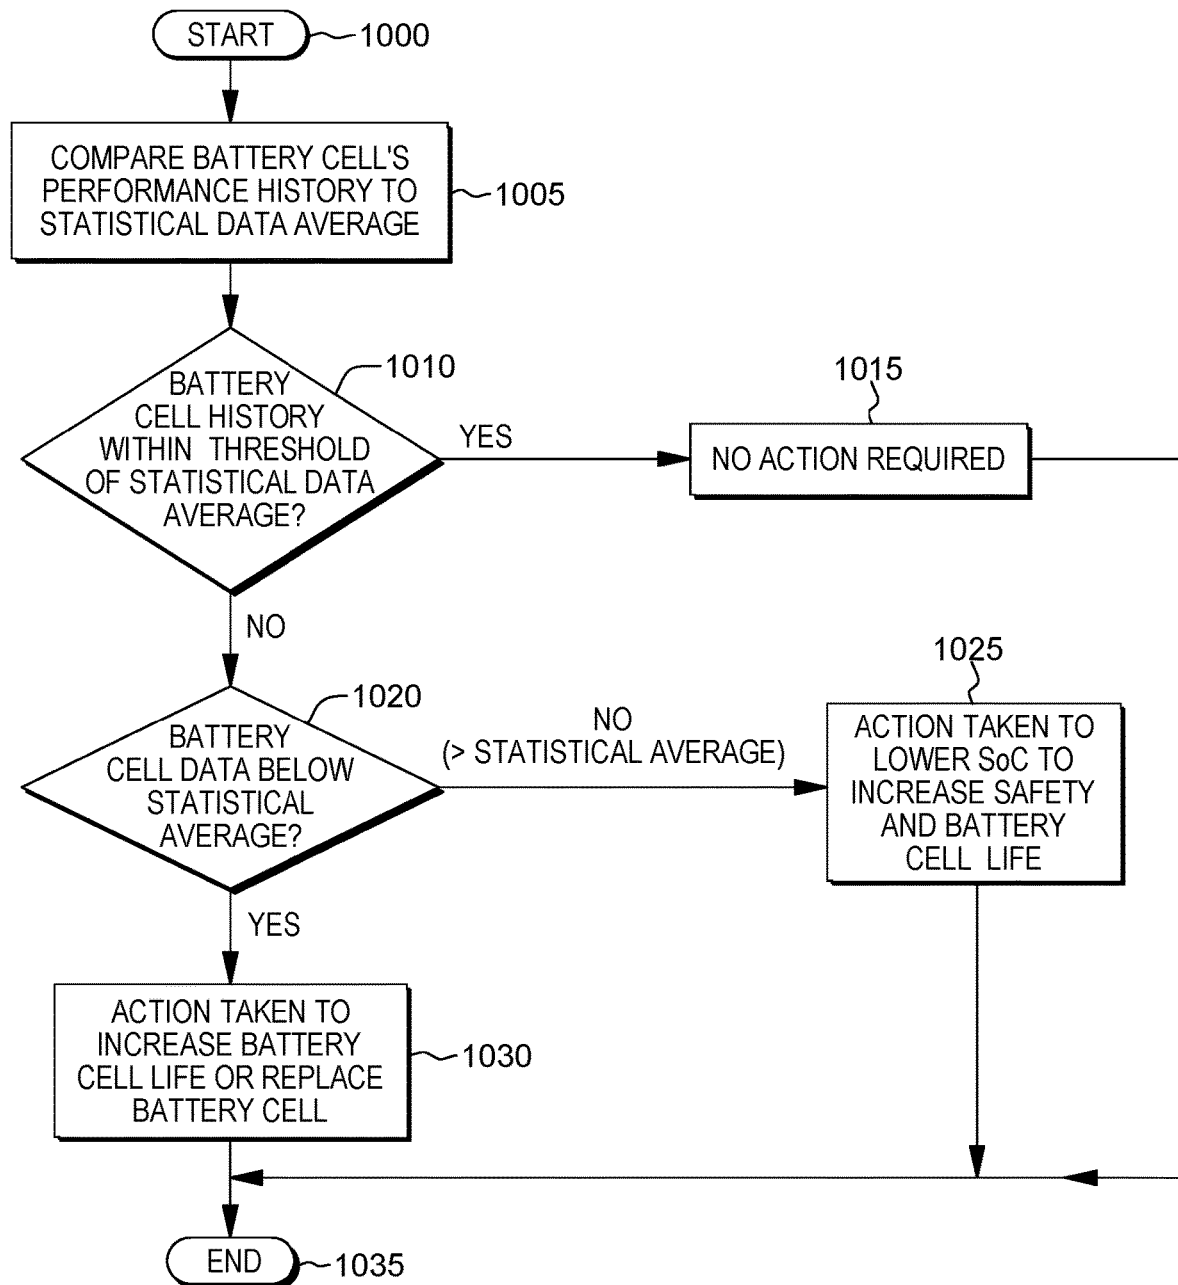 START
1000
COMPARE BATTERY CELL'S
PERFORMANCE HISTORY TO
STATISTICAL DATA AVERAGE
1005
BATTERY
CELL HISTORY
WITHIN THRESHOLD
OF STATISTICAL DATA
AVERAGE?
1010
YES
1015
NO ACTION REQUIRED
NO
BATTERY
CELL DATA BELOW
STATISTICAL
AVERAGE?
1020
NO
(> STATISTICAL AVERAGE)
1025
ACTION TAKEN TO
LOWER SoC TO
INCREASE SAFETY
AND BATTERY
CELL LIFE
YES
ACTION TAKEN TO
INCREASE BATTERY
CELL LIFE OR REPLACE
BATTERY CELL
1030
END
1035